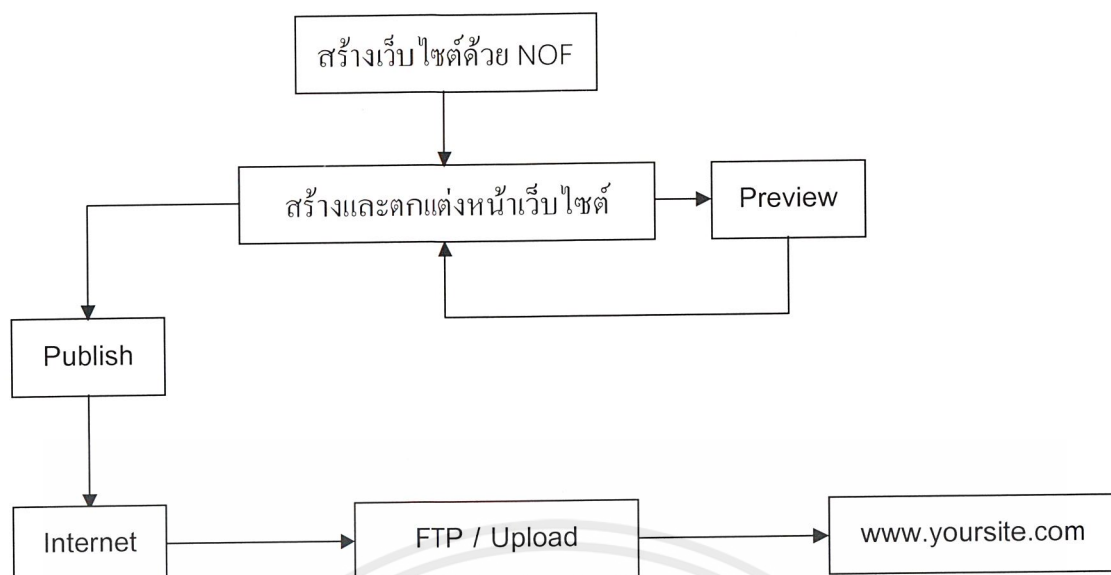 สร้างเว็บไซต์ด้วย NOF
สร้างและตกแต่งหน้าเว็บไซต์
Preview
Publish
Internet
FTP / Upload
www.yoursite.com